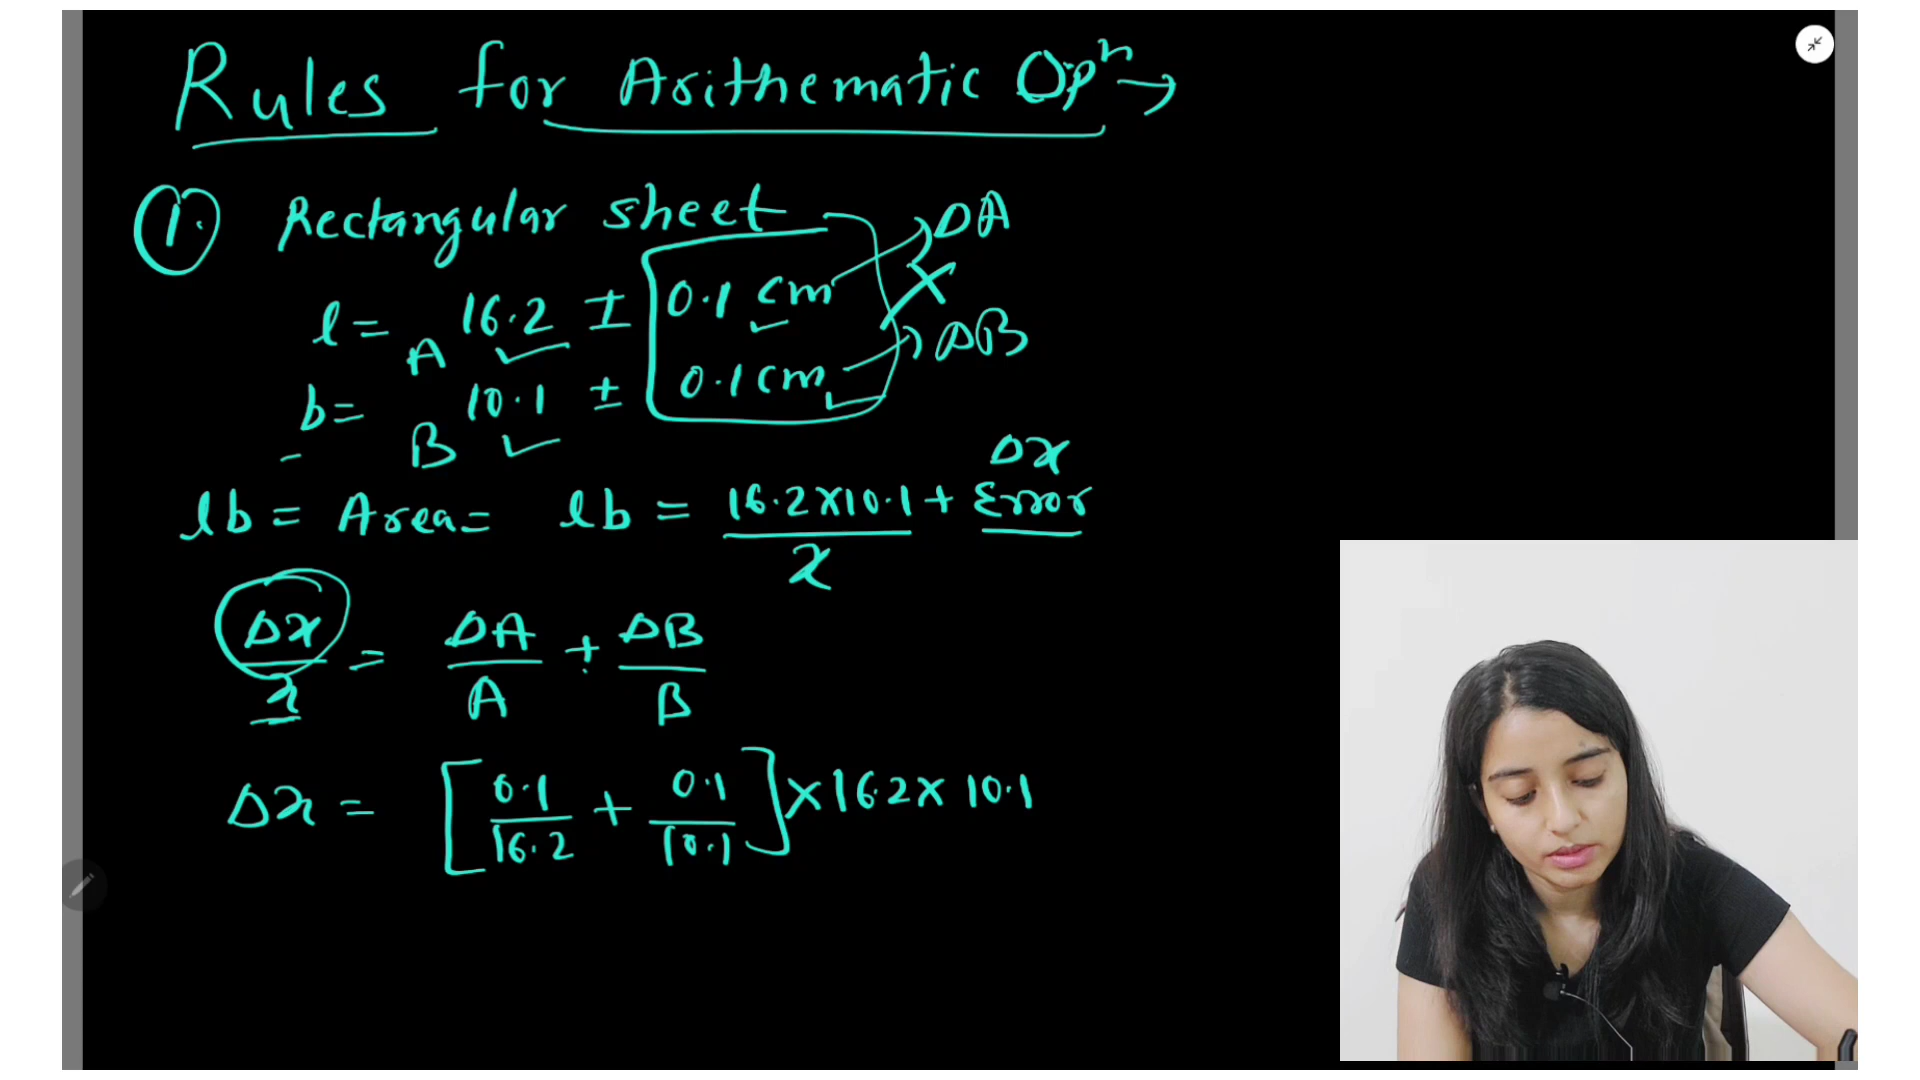 Rules for Arithematic Opⁿ →
1. Rectangular sheet
l = 16.2 ± 0.1 cm → ΔA
A
b = 10.1 ± 0.1 cm → ΔB
B
Δx
lb = Area = lb = 16.2 × 10.1 + Error
x
Δx/x = ΔA/A + ΔB/B
Δx = [0.1/16.2 + 0.1/10.1] × 16.2 × 10.1